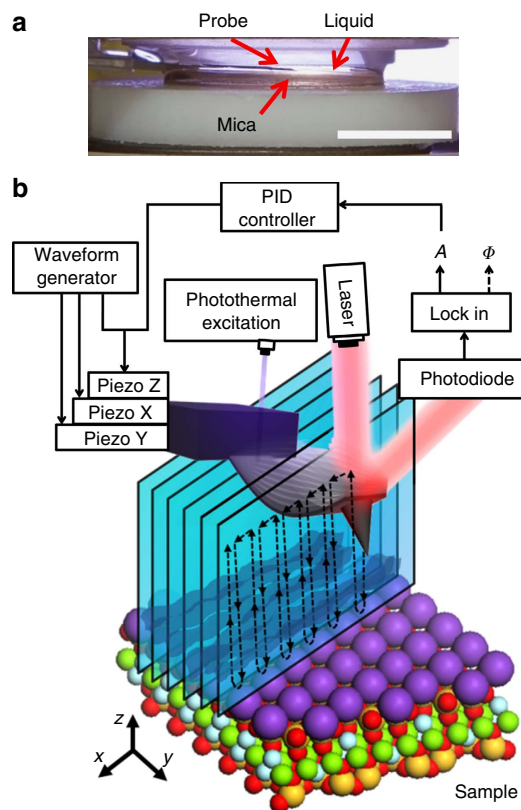 a
Probe
Liquid
Mica
b
PID
controller
Waveform
generator
A
Φ
Photothermal
excitation
Laser
Lock in
Photodiode
Piezo Z
Piezo X
Piezo Y
z
x
y
Sample